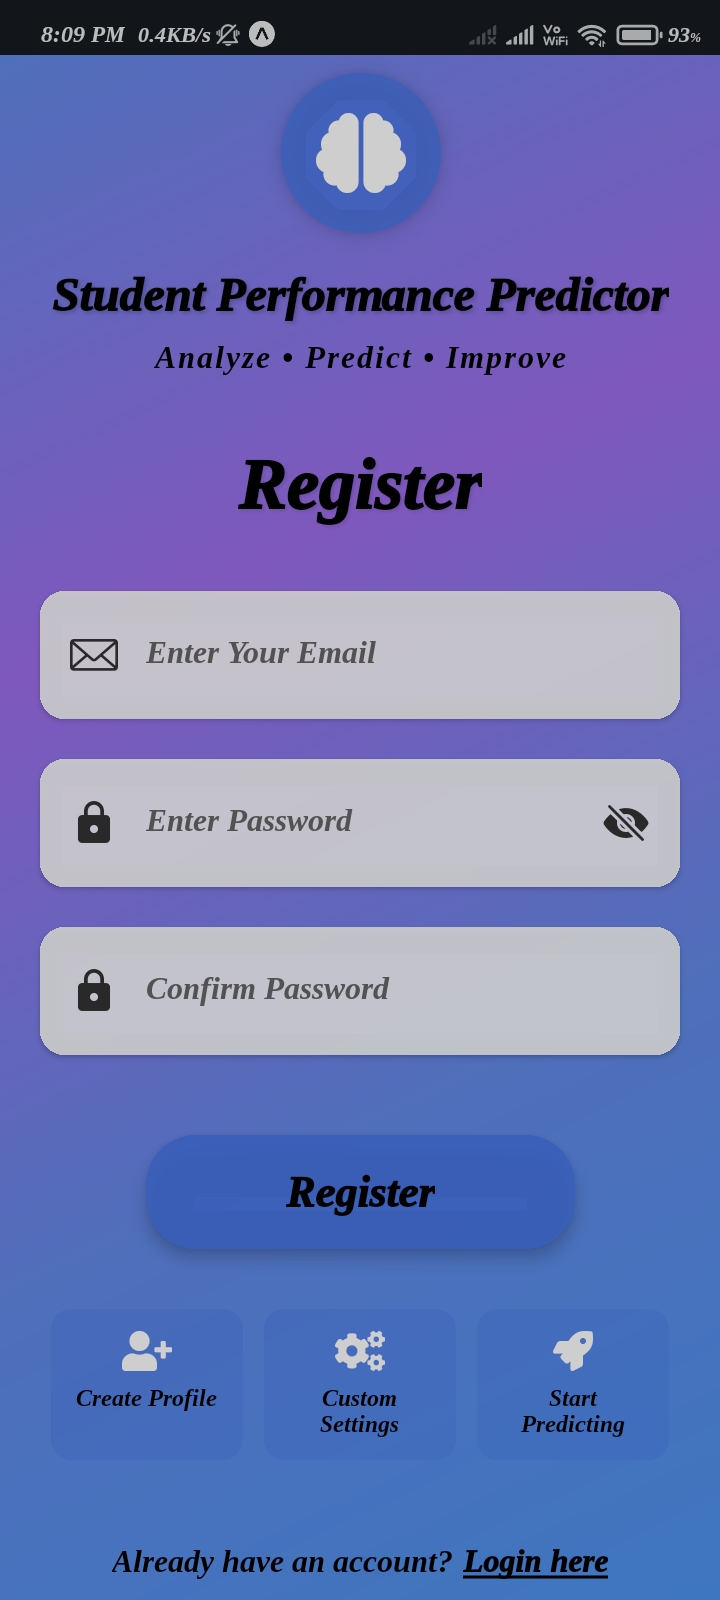 8:09 PM 0.4KB/s Vo WiFi 93%
Student Performance Predictor
Analyze • Predict • Improve
Register
Enter Your Email
Enter Password
Confirm Password
Register
Create Profile
Custom Settings
Start Predicting
Already have an account? Login here